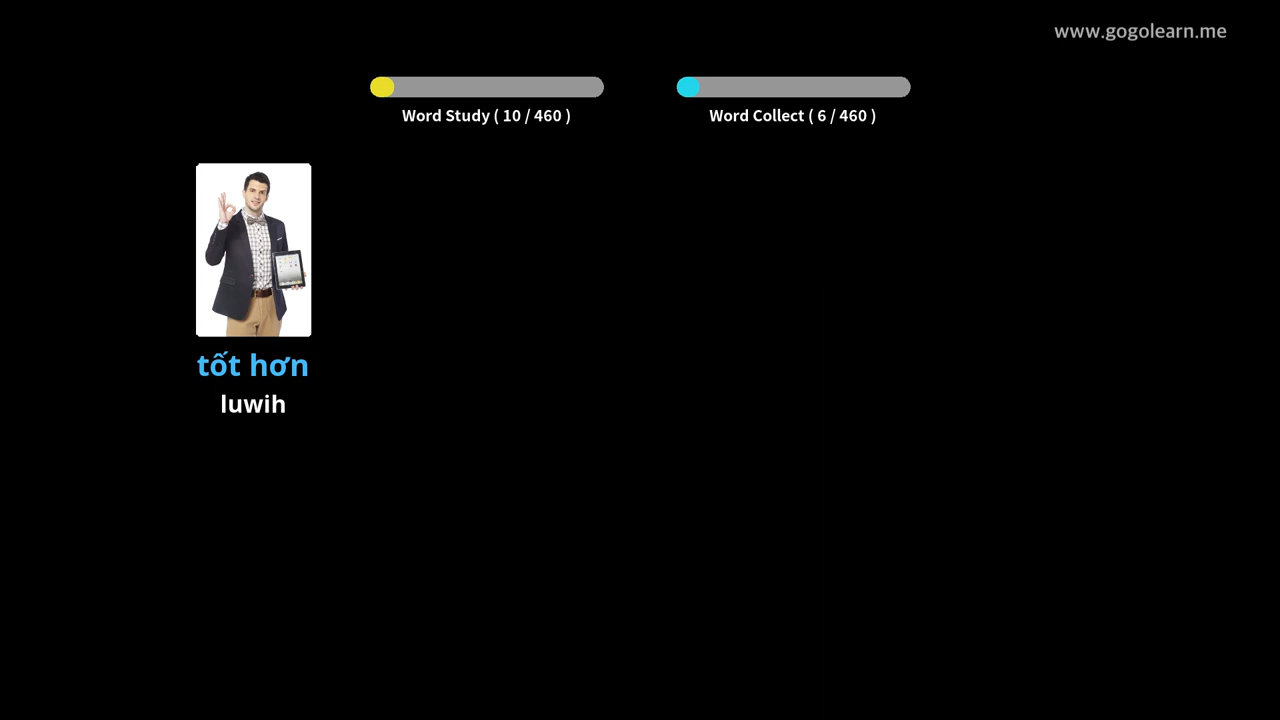 www.gogolearn.me
Word Study ( 10 / 460 )
Word Collect ( 6 / 460 )
tốt hơn
luwih